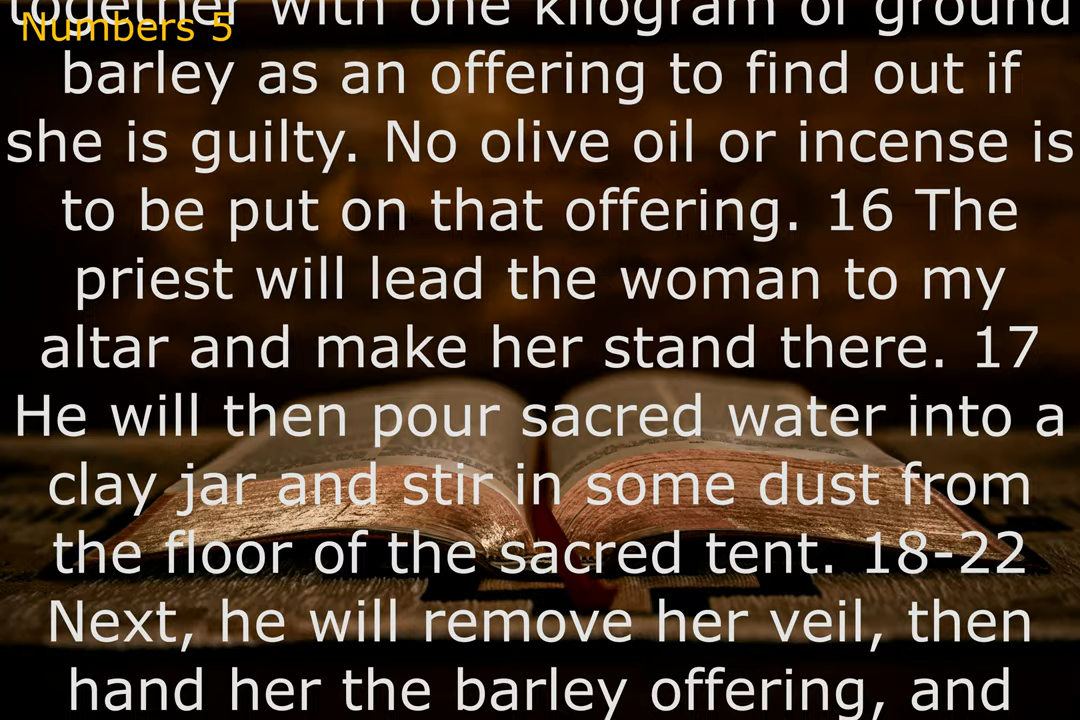 together with one kilogram of ground
Numbers 5
barley as an offering to find out if
she is guilty. No olive oil or incense is
to be put on that offering. 16 The
priest will lead the woman to my
altar and make her stand there. 17
He will then pour sacred water into a
clay jar and stir in some dust from
the floor of the sacred tent. 18-22
Next, he will remove her veil, then
hand her the barley offering, and